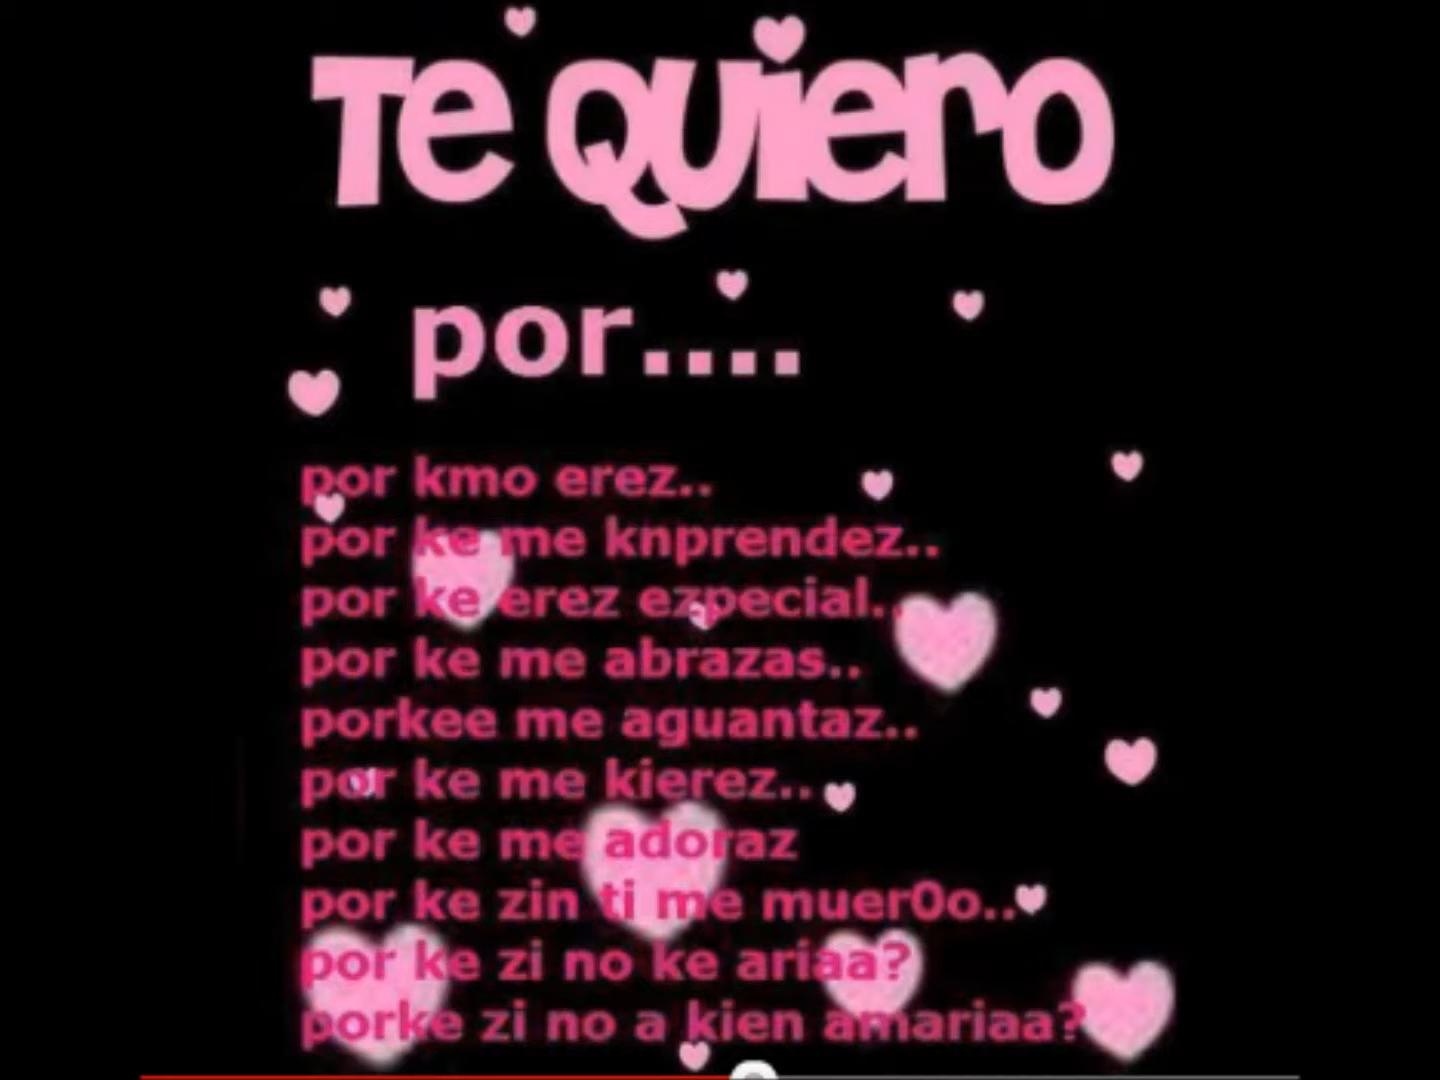 Te Quiero
por....
por kmo erez..
por ke me knprendez..
por ke erez ezpecial..
por ke me abrazas..
porkee me aguantaz..
por ke me kierez..
por ke me adoraz
por ke zin ti me muer0o..
por ke zi no ke ariaa?
porke zi no a kien amariaa?